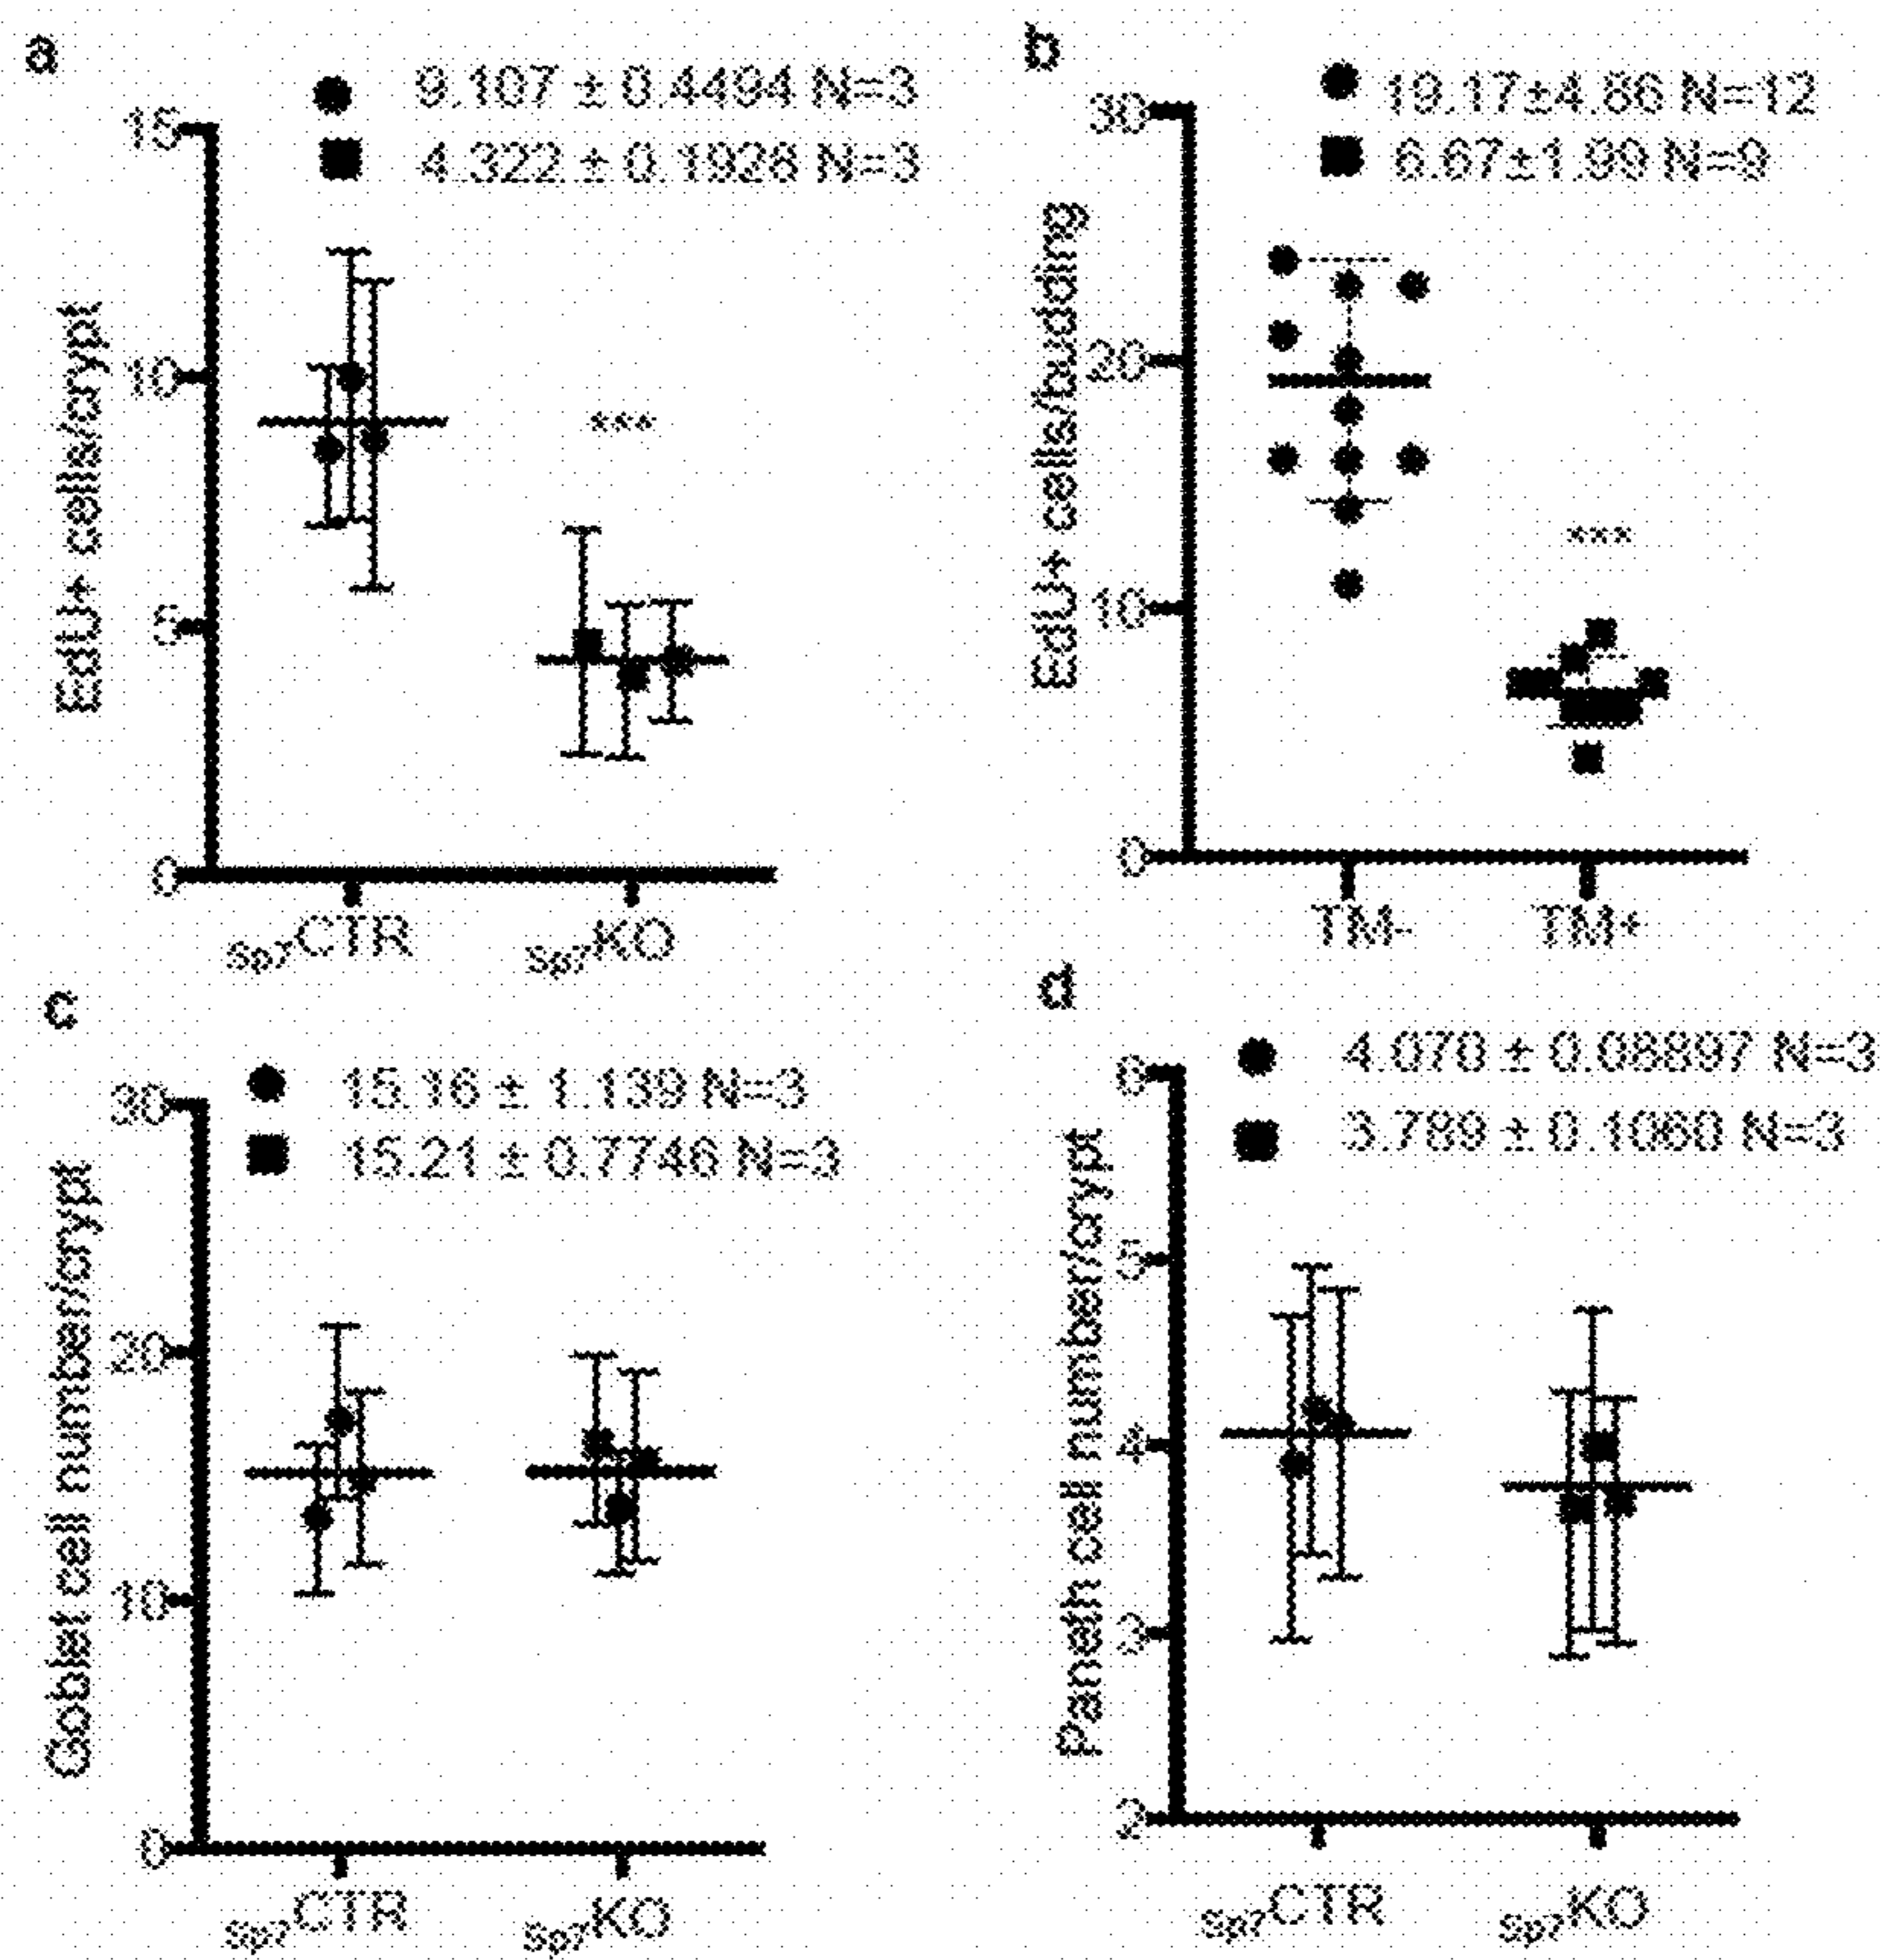 a
9.107 ± 0.4494 N=3
4.322 ± 0.1926 N=3
15
10
5
0
EdU+ cells/crypt
***
Sp7CTR
Sp7KO
b
19.17±4.86 N=12
6.67±1.99 N=9
30
20
10
0
EdU+ cells/budding
***
TM-
TM+
c
15.16 ± 1.139 N=3
15.21 ± 0.7746 N=3
30
20
10
0
Goblet cell number/crypt
Sp7CTR
Sp7KO
d
4.070 ± 0.08897 N=3
3.789 ± 0.1060 N=3
6
5
4
3
2
Paneth cell number/crypt
Sp7CTR
Sp7KO